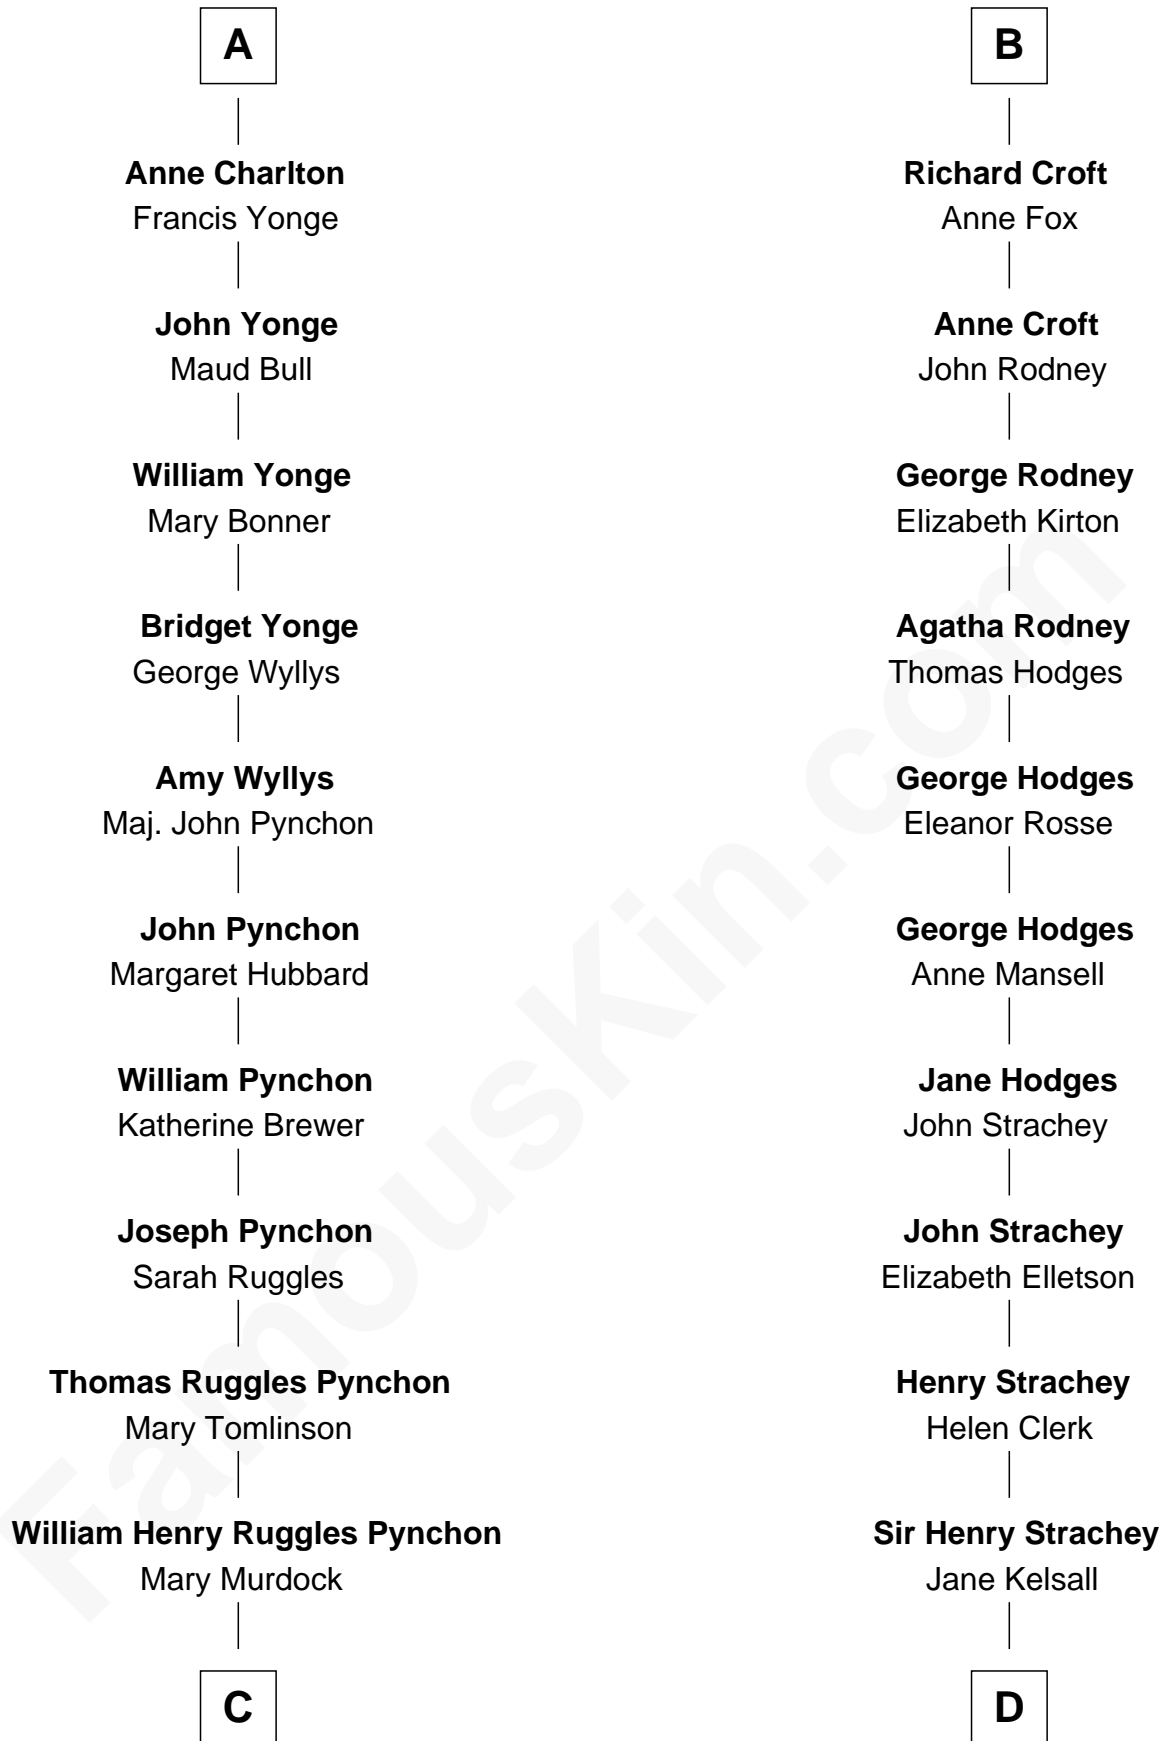 A
Anne Charlton
Francis Yonge
John Yonge
Maud Bull
William Yonge
Mary Bonner
Bridget Yonge
George Wyllys
Amy Wyllys
Maj. John Pynchon
John Pynchon
Margaret Hubbard
William Pynchon
Katherine Brewer
Joseph Pynchon
Sarah Ruggles
Thomas Ruggles Pynchon
Mary Tomlinson
William Henry Ruggles Pynchon
Mary Murdock
C
B
Richard Croft
Anne Fox
Anne Croft
John Rodney
George Rodney
Elizabeth Kirton
Agatha Rodney
Thomas Hodges
George Hodges
Eleanor Rosse
George Hodges
Anne Mansell
Jane Hodges
John Strachey
John Strachey
Elizabeth Elletson
Henry Strachey
Helen Clerk
Sir Henry Strachey
Jane Kelsall
D
FamousKin.com